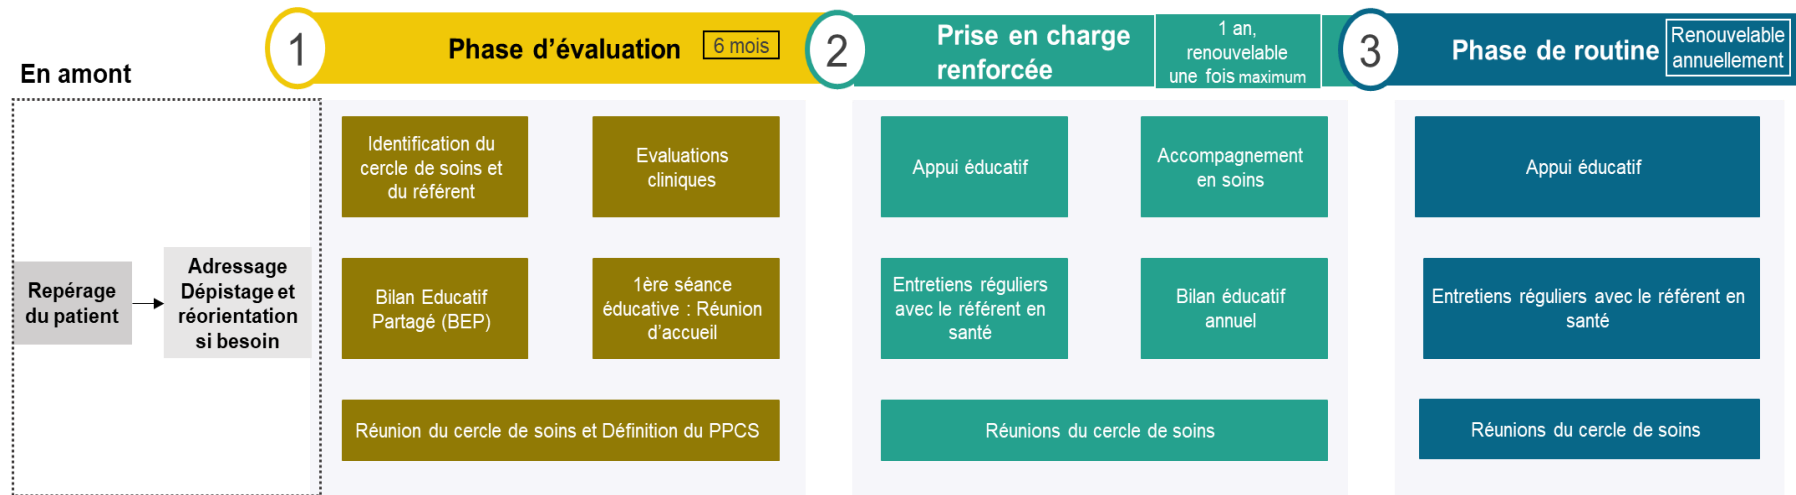 En amont
1
Phase d’évaluation
6 mois
2
Prise en charge
renforcée
1 an,
renouvelable
une fois maximum
3
Phase de routine
Renouvelable
annuellement
Repérage
du patient
Adressage
Dépistage et
réorientation
si besoin
Identification du
cercle de soins et
du référent
Evaluations
cliniques
Bilan Educatif
Partagé (BEP)
1ère séance
éducative : Réunion
d’accueil
Réunion du cercle de soins et Définition du PPCS
Appui éducatif
Accompagnement
en soins
Entretiens réguliers
avec le référent en
santé
Bilan éducatif
annuel
Réunions du cercle de soins
Appui éducatif
Entretiens réguliers avec le référent en
santé
Réunions du cercle de soins